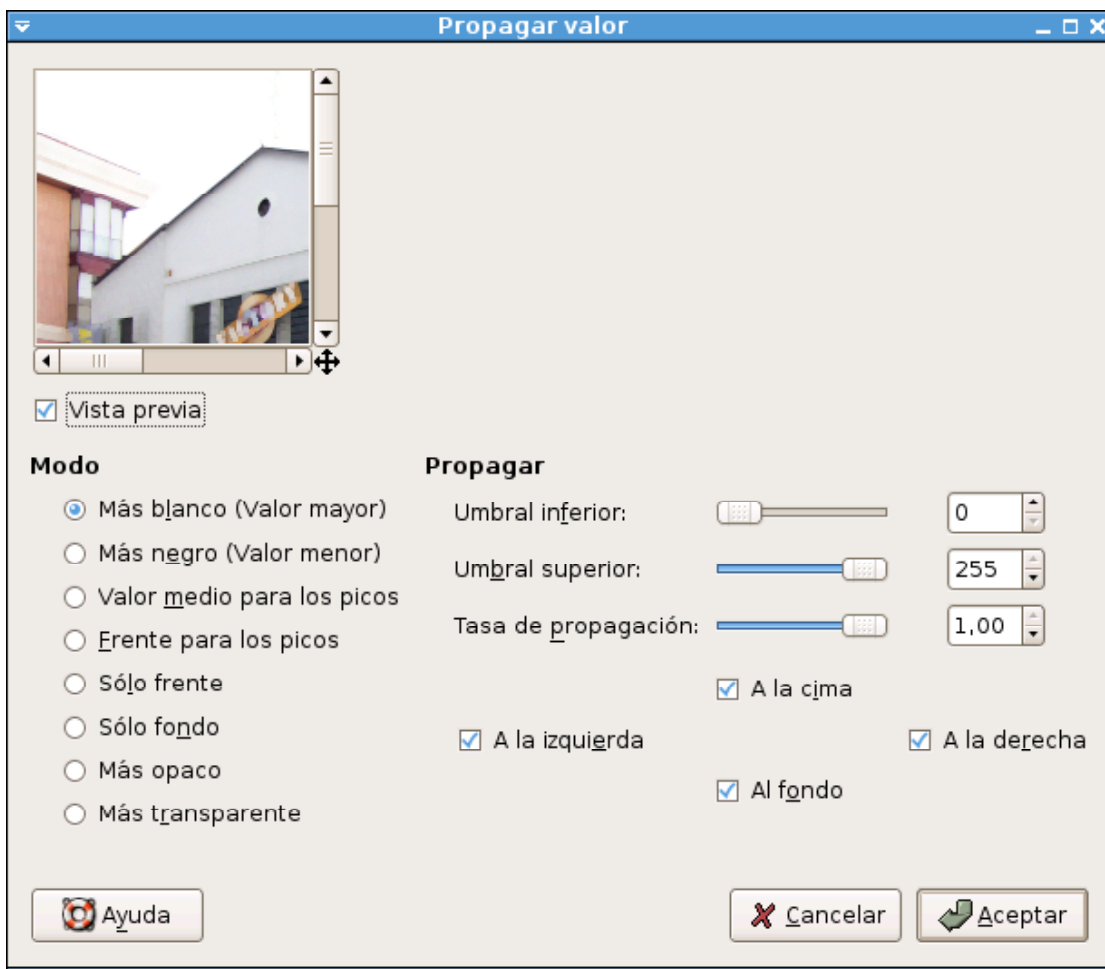 Propagar valor
FACTORY
Vista previa
Modo
Más blanco (Valor mayor)
Más negro (Valor menor)
Valor medio para los picos
Frente para los picos
Sólo frente
Sólo fondo
Más opaco
Más transparente
Propagar
Umbral inferior: 0
Umbral superior: 255
Tasa de propagación: 1,00
A la cima
A la izquierda A la derecha
Al fondo
Ayuda Cancelar Aceptar